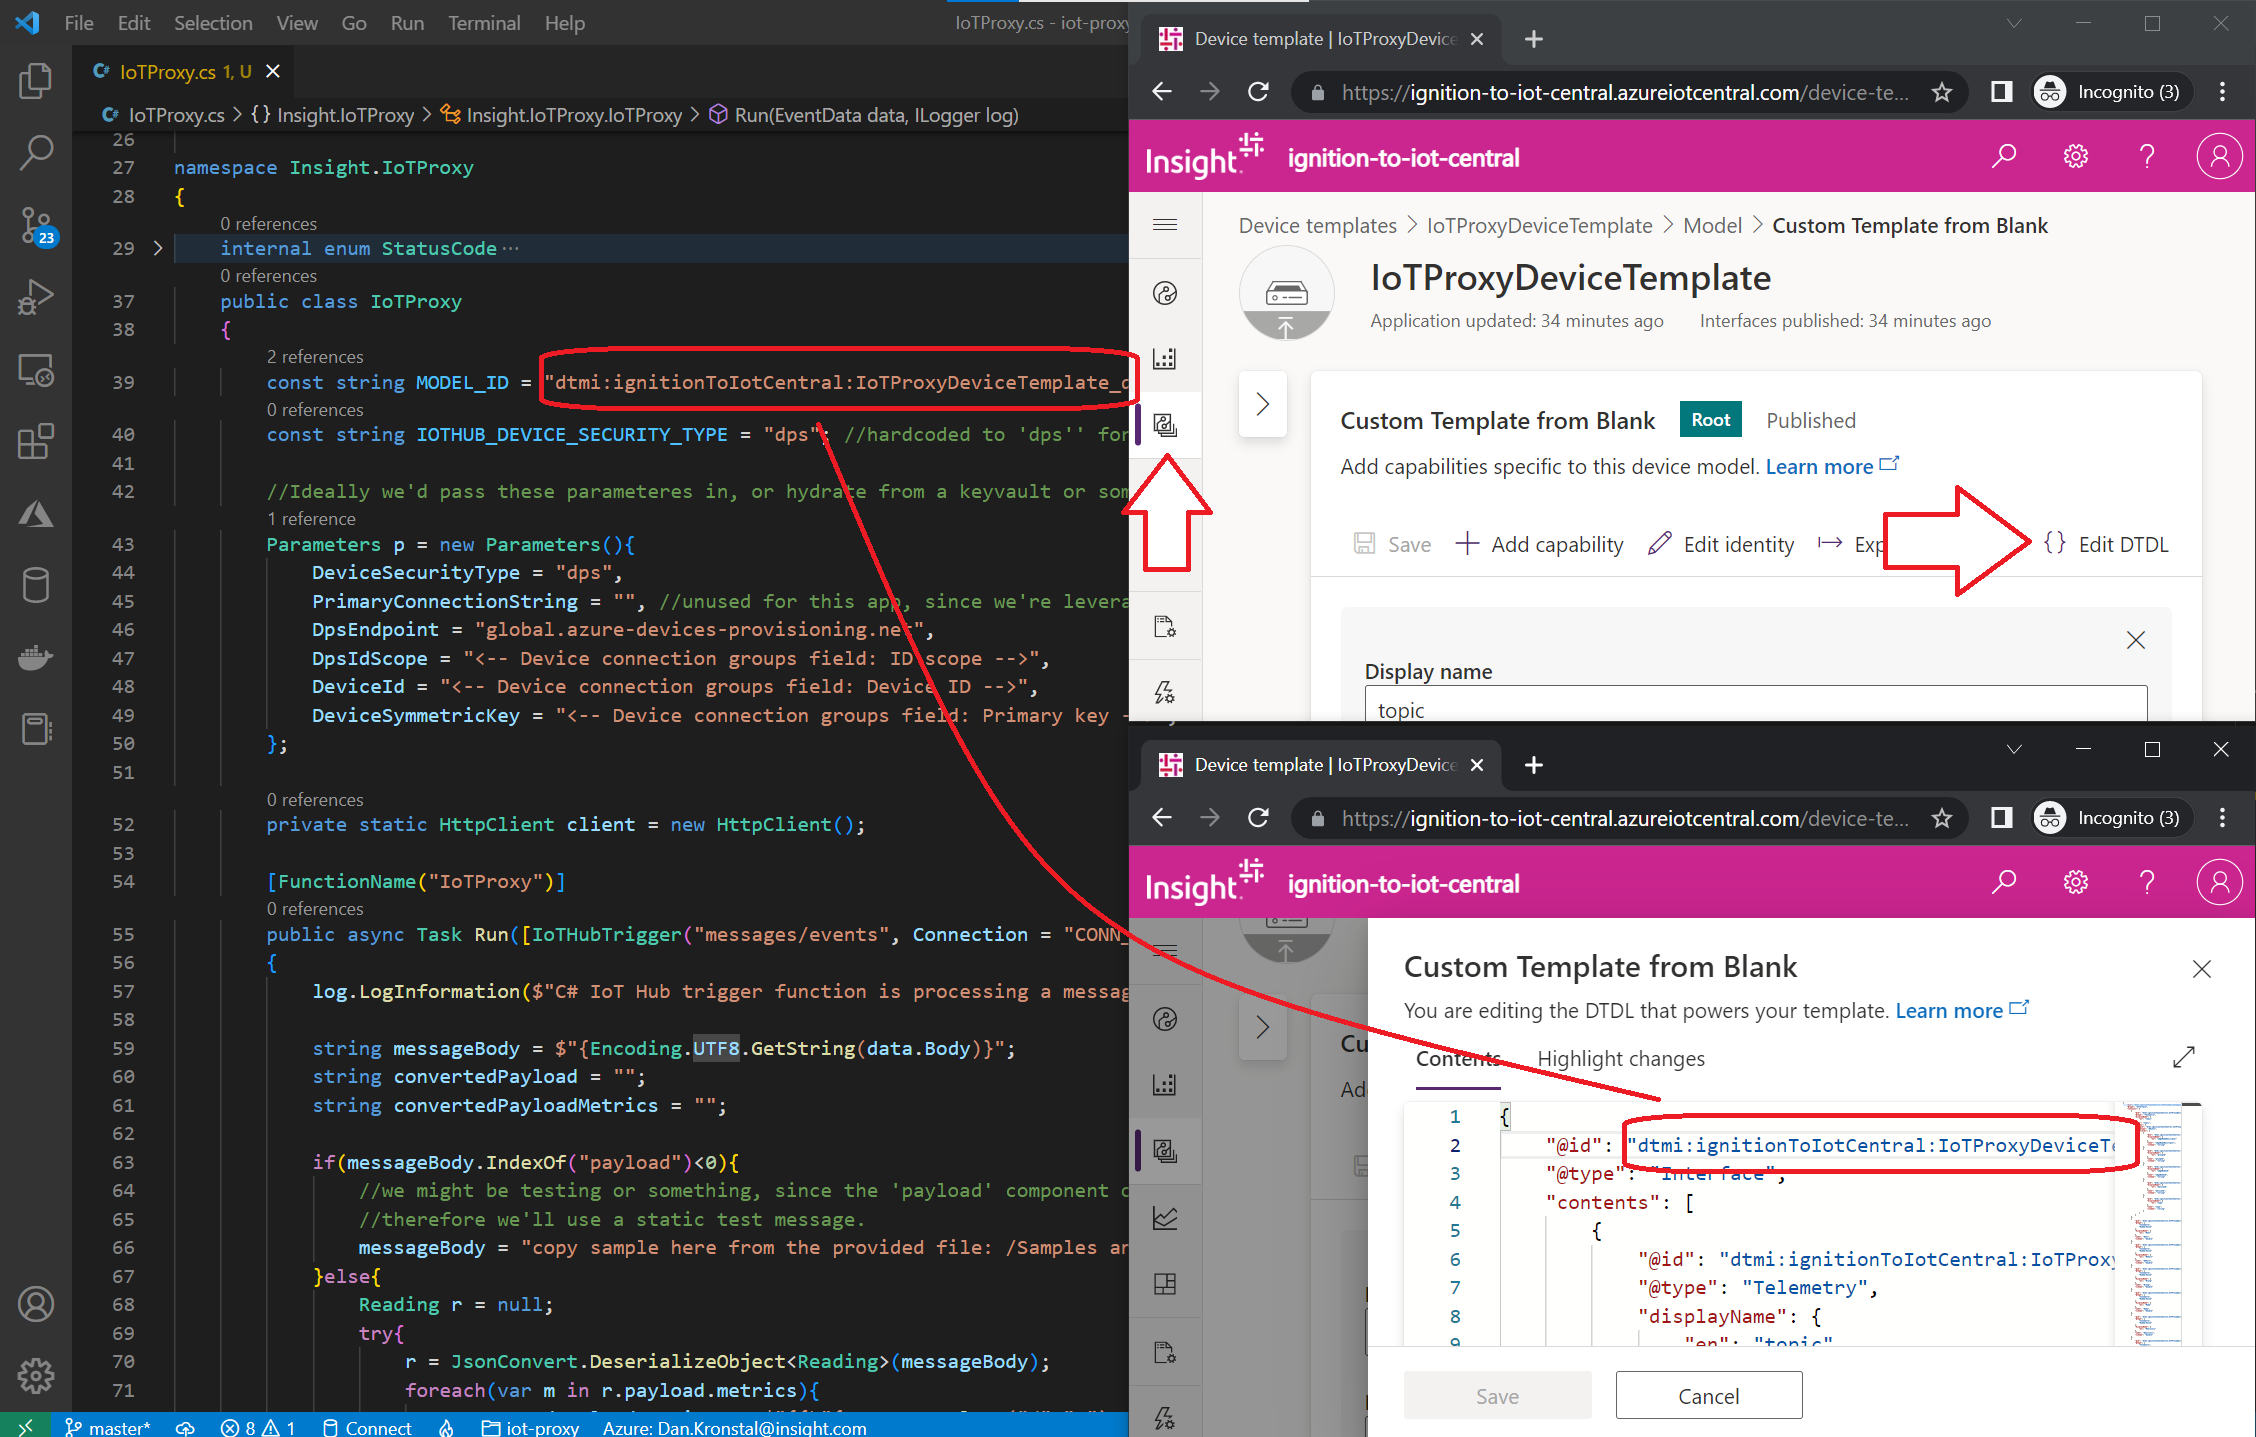 File Edit Selection View Go Run Terminal Help
IoTProxy.cs - iot-proxy
IoTProxy.cs 1, U
IoTProxy.cs > {} Insight.IoTProxy > Insight.IoTProxy.IoTProxy > Run(EventData data, ILogger log)
26
27 namespace Insight.IoTProxy
28 {
0 references
29 internal enum StatusCode ···
0 references
37 public class IoTProxy
38 {
2 references
39 const string MODEL_ID = "dtmi:ignitionToIotCentral:IoTProxyDeviceTemplate_
0 references
40 const string IOTHUB_DEVICE_SECURITY_TYPE = "dps"; //hardcoded to 'dps'' for
41
42 //Ideally we'd pass these parameteres in, or hydrate from a keyvault or som
1 reference
43 Parameters p = new Parameters(){
44 DeviceSecurityType = "dps",
45 PrimaryConnectionString = "", //unused for this app, since we're levera
46 DpsEndpoint = "global.azure-devices-provisioning.net",
47 DpsIdScope = "<-- Device connection groups field: ID scope -->",
48 DeviceId = "<-- Device connection groups field: Device ID -->",
49 DeviceSymmetricKey = "<-- Device connection groups field: Primary key -
50 };
51
0 references
52 private static HttpClient client = new HttpClient();
53
54 [FunctionName("IoTProxy")]
0 references
55 public async Task Run([IoTHubTrigger("messages/events", Connection = "CONN_
56 {
57 log.LogInformation($"C# IoT Hub trigger function is processing a messag
58
59 string messageBody = $"{Encoding.UTF8.GetString(data.Body)}";
60 string convertedPayload = "";
61 string convertedPayloadMetrics = "";
62
63 if(messageBody.IndexOf("payload")<0){
64 //we might be testing or something, since the 'payload' component
65 //therefore we'll use a static test message.
66 messageBody = "copy sample here from the provided file: /Samples an
67 }else{
68 Reading r = null;
69 try{
70 r = JsonConvert.DeserializeObject<Reading>(messageBody);
71 foreach(var m in r.payload.metrics){
23
master* 8 1 Connect iot-proxy Azure: Dan.Kronstal@insight.com
Device template | IoTProxyDevice
https://ignition-to-iot-central.azureiotcentral.com/device-te...
Incognito (3)
Insight. ignition-to-iot-central
Device templates > IoTProxyDeviceTemplate > Model > Custom Template from Blank
IoTProxyDeviceTemplate
Application updated: 34 minutes ago Interfaces published: 34 minutes ago
Custom Template from Blank Root Published
Add capabilities specific to this device model. Learn more
Save Add capability Edit identity Exp {} Edit DTDL
Display name
topic
Device template | IoTProxyDevice
https://ignition-to-iot-central.azureiotcentral.com/device-te...
Incognito (3)
Insight. ignition-to-iot-central
Cu
Ad
Custom Template from Blank
You are editing the DTDL that powers your template. Learn more
Contents Highlight changes
1 {
2 "@id": "dtmi:ignitionToIotCentral:IoTProxyDeviceTe
3 "@type": "Interface",
4 "contents": [
5 {
6 "@id": "dtmi:ignitionToIotCentral:IoTProxy
7 "@type": "Telemetry",
8 "displayName": {
9 "en": "topic"
Save Cancel